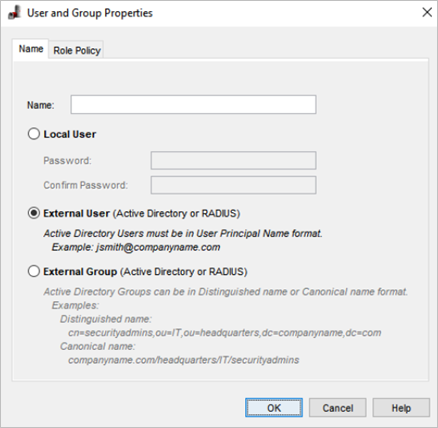 User and Group Properties
Name Role Policy
Name:
Local User
Password:
Confirm Password:
External User (Active Directory or RADIUS)
Active Directory Users must be in User Principal Name format.
Example: jsmith@companyname.com
External Group (Active Directory or RADIUS)
Active Directory Groups can be in Distinguished name or Canonical name format.
Examples:
Distinguished name:
cn=securityadmins,ou=IT,ou=headquarters,dc=companyname,dc=com
Canonical name:
companyname.com/headquarters/IT/securityadmins
OK Cancel Help